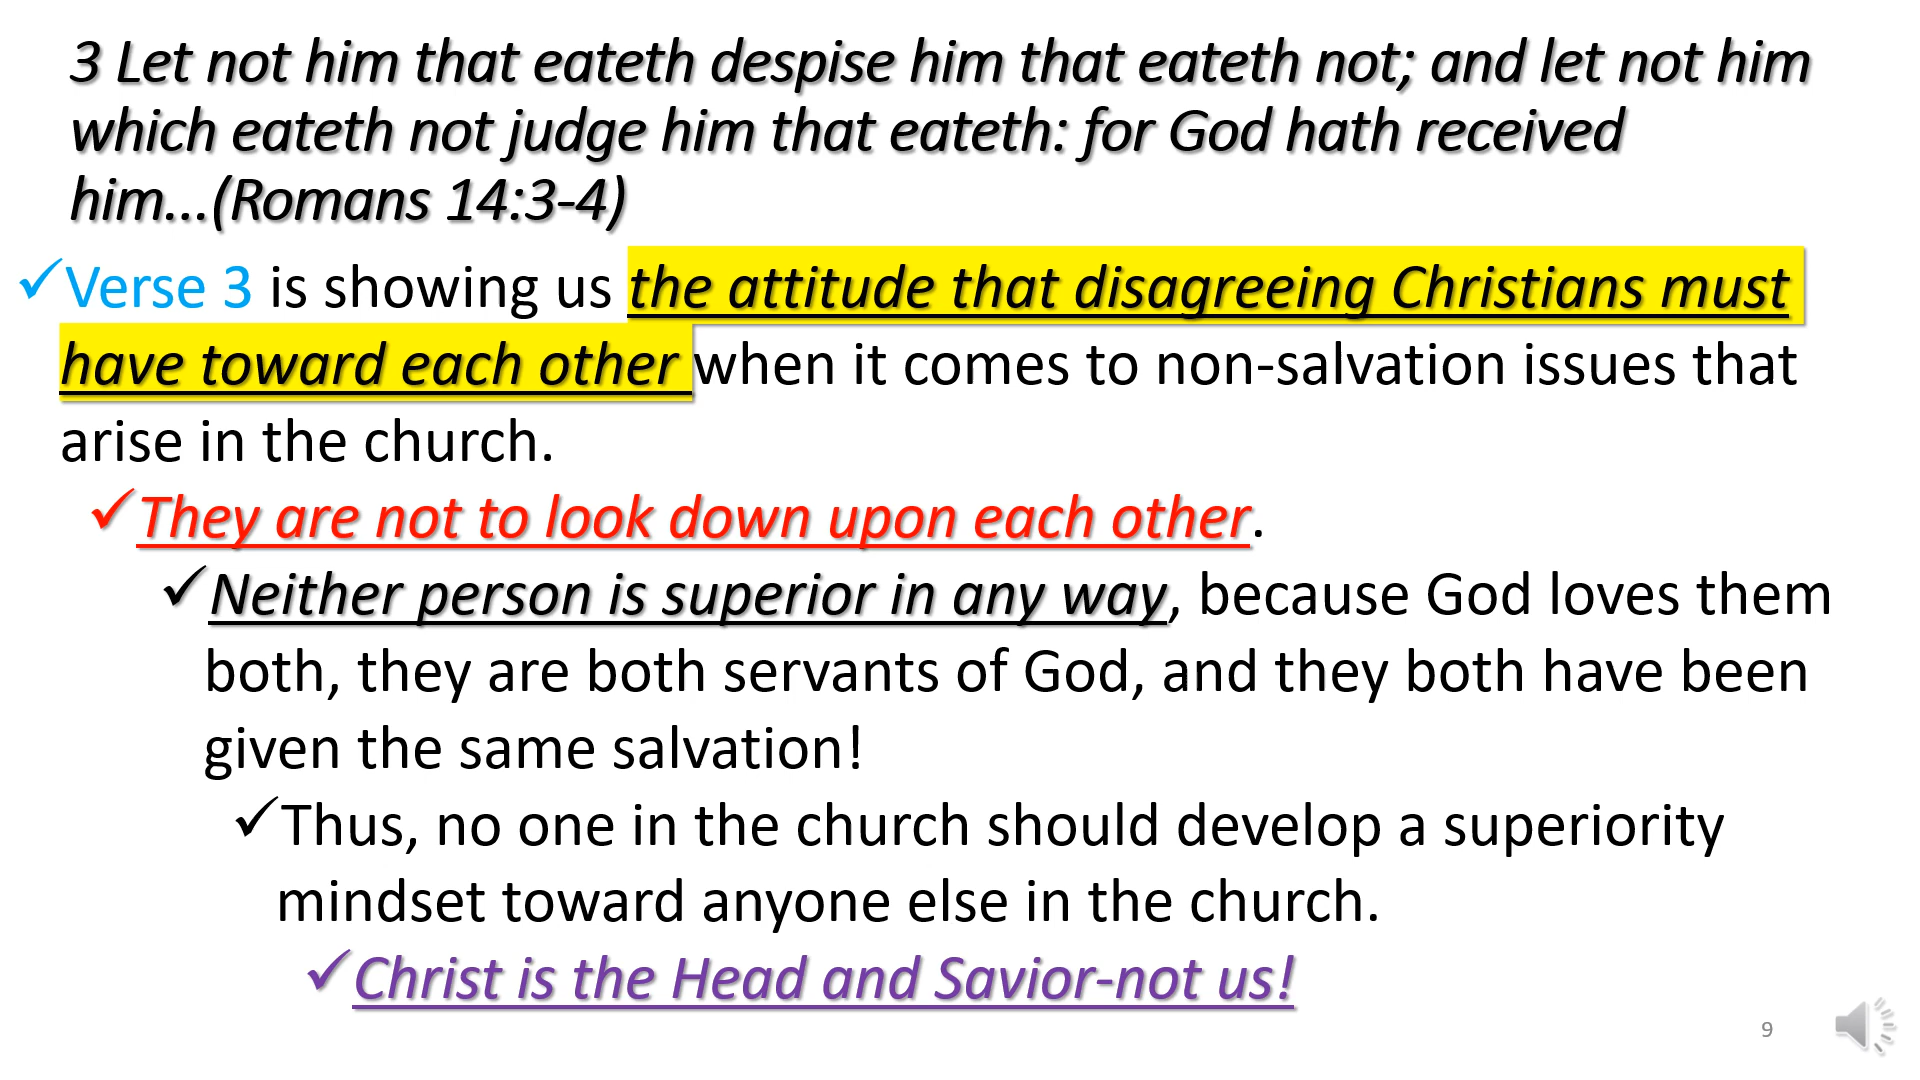 3 Let not him that eateth despise him that eateth not; and let not him
which eateth not judge him that eateth: for God hath received
him...(Romans 14:3-4)
✓Verse 3 is showing us the attitude that disagreeing Christians must
have toward each other when it comes to non-salvation issues that
arise in the church.
✓They are not to look down upon each other.
✓Neither person is superior in any way, because God loves them
both, they are both servants of God, and they both have been
given the same salvation!
✓Thus, no one in the church should develop a superiority
mindset toward anyone else in the church.
✓Christ is the Head and Savior-not us!
9